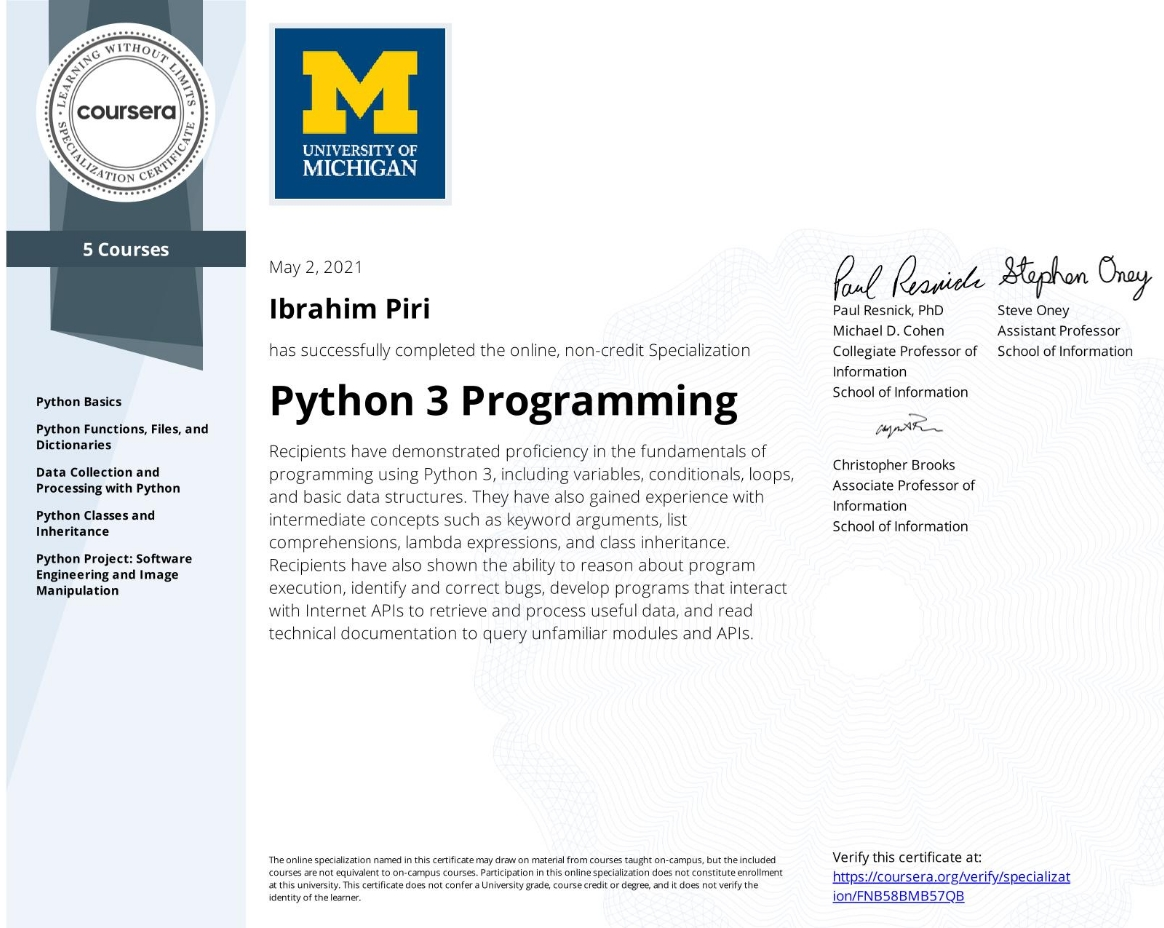 LEARNING WITHOUT LIMITS
coursera
SPECIALIZATION CERTIFICATE
5 Courses
Python Basics
Python Functions, Files, and
Dictionaries
Data Collection and
Processing with Python
Python Classes and
Inheritance
Python Project: Software
Engineering and Image
Manipulation
M
UNIVERSITY OF
MICHIGAN
May 2, 2021
Ibrahim Piri
has successfully completed the online, non-credit Specialization
Python 3 Programming
Recipients have demonstrated proficiency in the fundamentals of
programming using Python 3, including variables, conditionals, loops,
and basic data structures. They have also gained experience with
intermediate concepts such as keyword arguments, list
comprehensions, lambda expressions, and class inheritance.
Recipients have also shown the ability to reason about program
execution, identify and correct bugs, develop programs that interact
with Internet APIs to retrieve and process useful data, and read
technical documentation to query unfamiliar modules and APIs.
Paul Resnick
Paul Resnick, PhD
Michael D. Cohen
Collegiate Professor of
Information
School of Information
Stephen Oney
Steve Oney
Assistant Professor
School of Information
Christopher Brooks
Associate Professor of
Information
School of Information
The online specialization named in this certificate may draw on material from courses taught on-campus, but the included
courses are not equivalent to on-campus courses. Participation in this online specialization does not constitute enrollment
at this university. This certificate does not confer a University grade, course credit or degree, and it does not verify the
identity of the learner.
Verify this certificate at:
https://coursera.org/verify/specializat
ion/FNB58BMB57QB